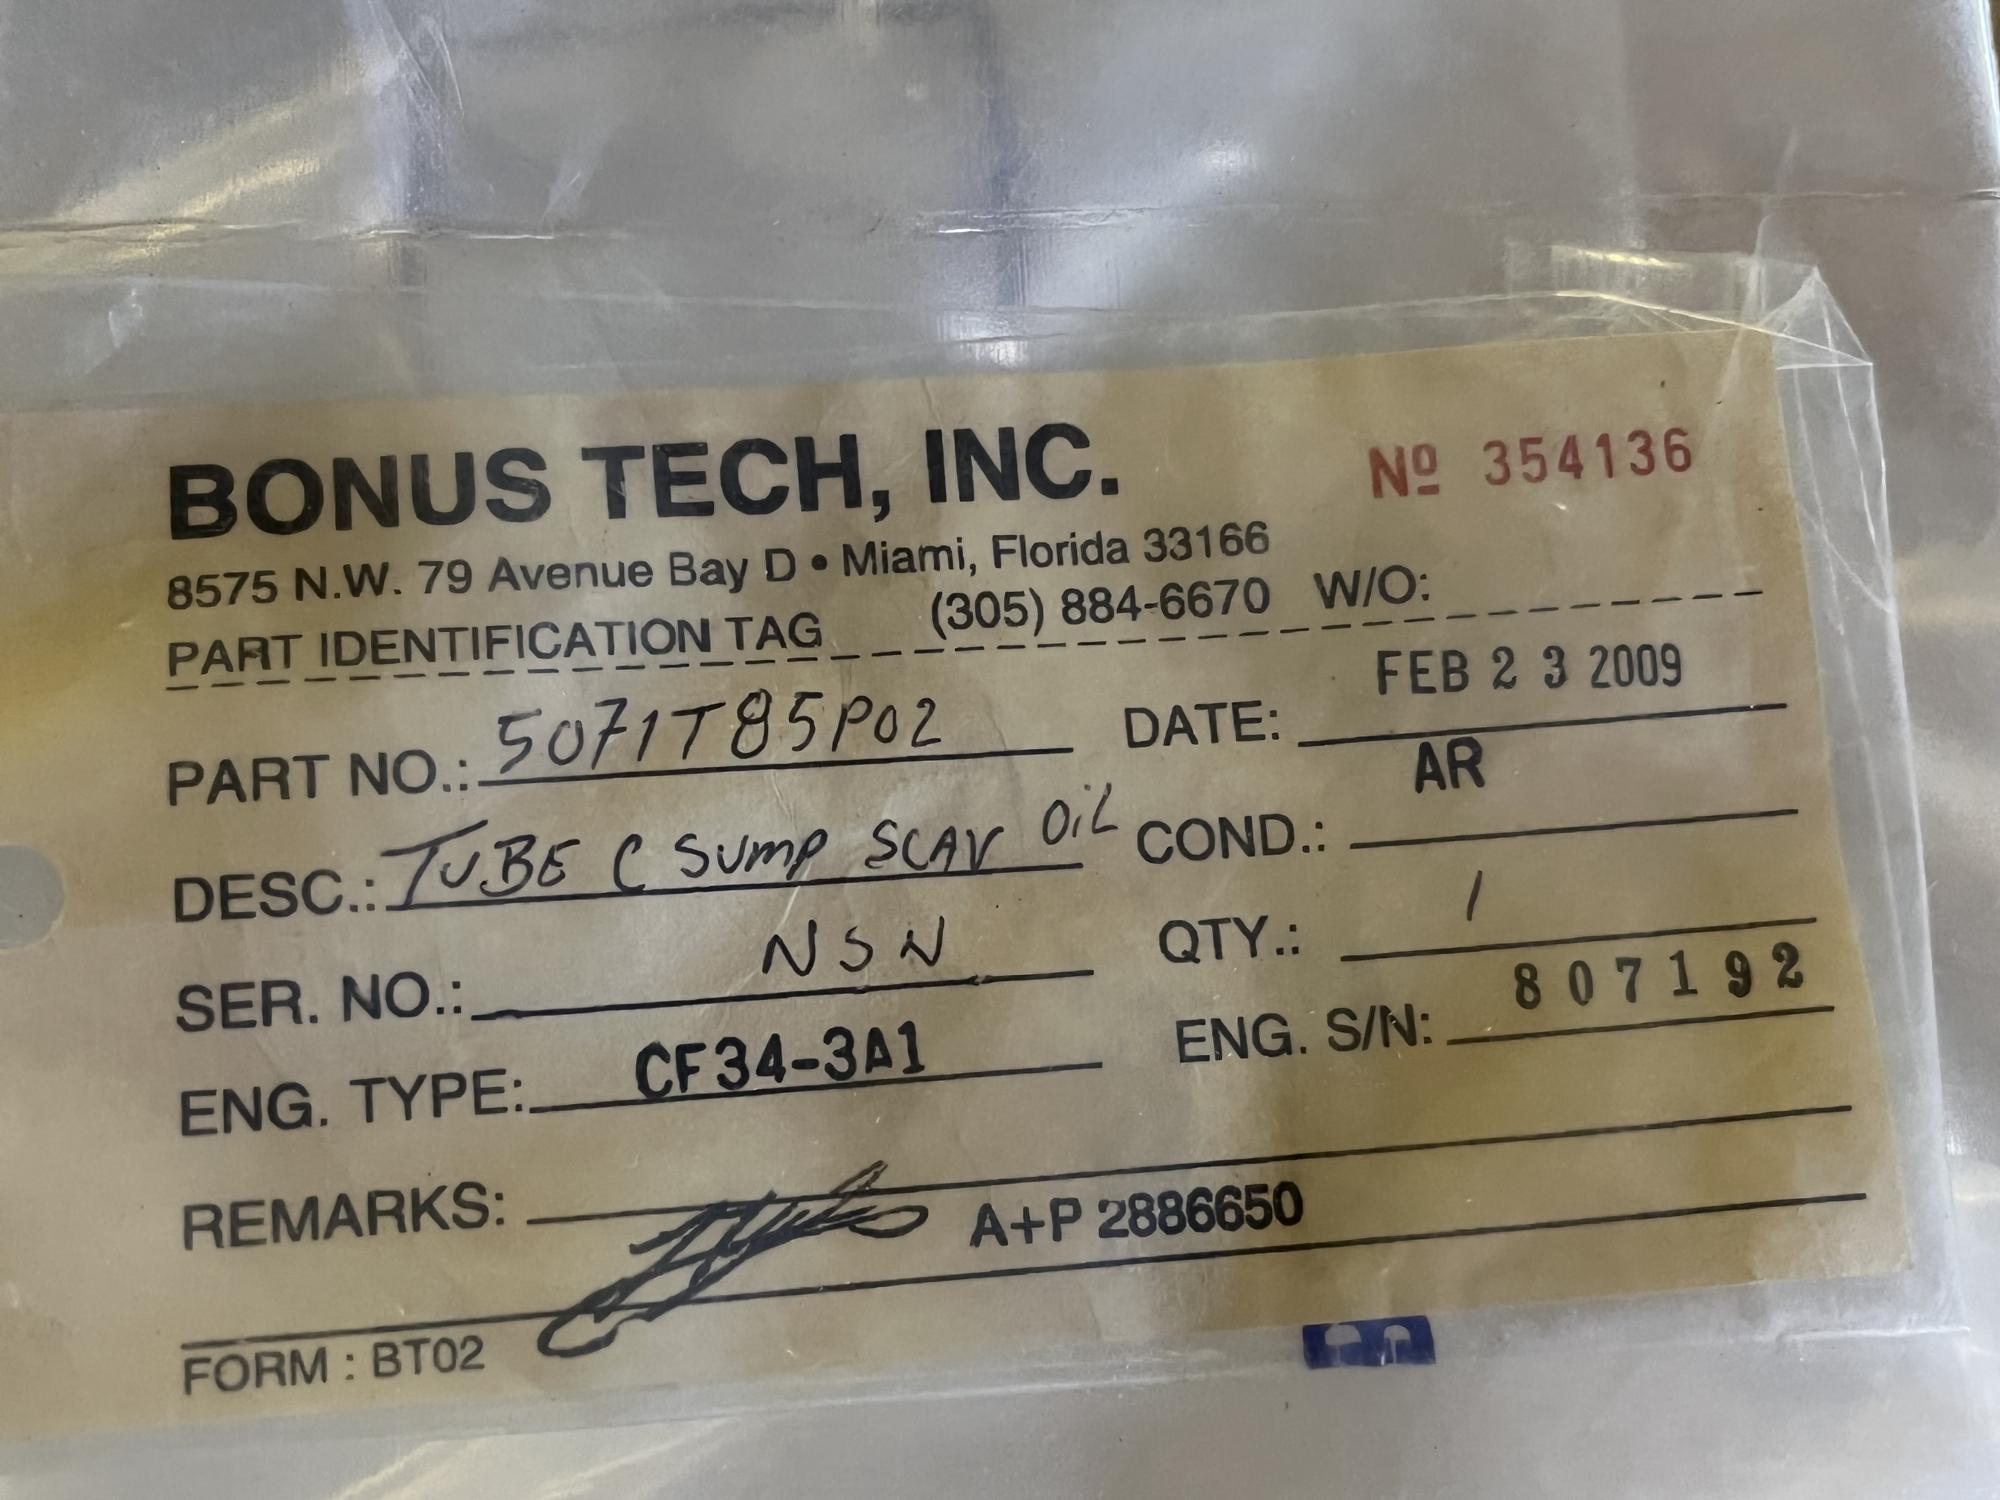 BONUS TECH, INC.
Nº 354136
8575 N.W. 79 Avenue Bay D • Miami, Florida 33166
PART IDENTIFICATION TAG (305) 884-6670 W/O:
PART NO.: 5071T85P02 DATE: FEB 23 2009
DESC.: TUBE C SUMP SCAV OiL COND.: AR
SER. NO.: NSN QTY.: 1
ENG. TYPE: CF34-3A1 ENG. S/N: 807192
REMARKS:
A+P 2886650
FORM : BT02